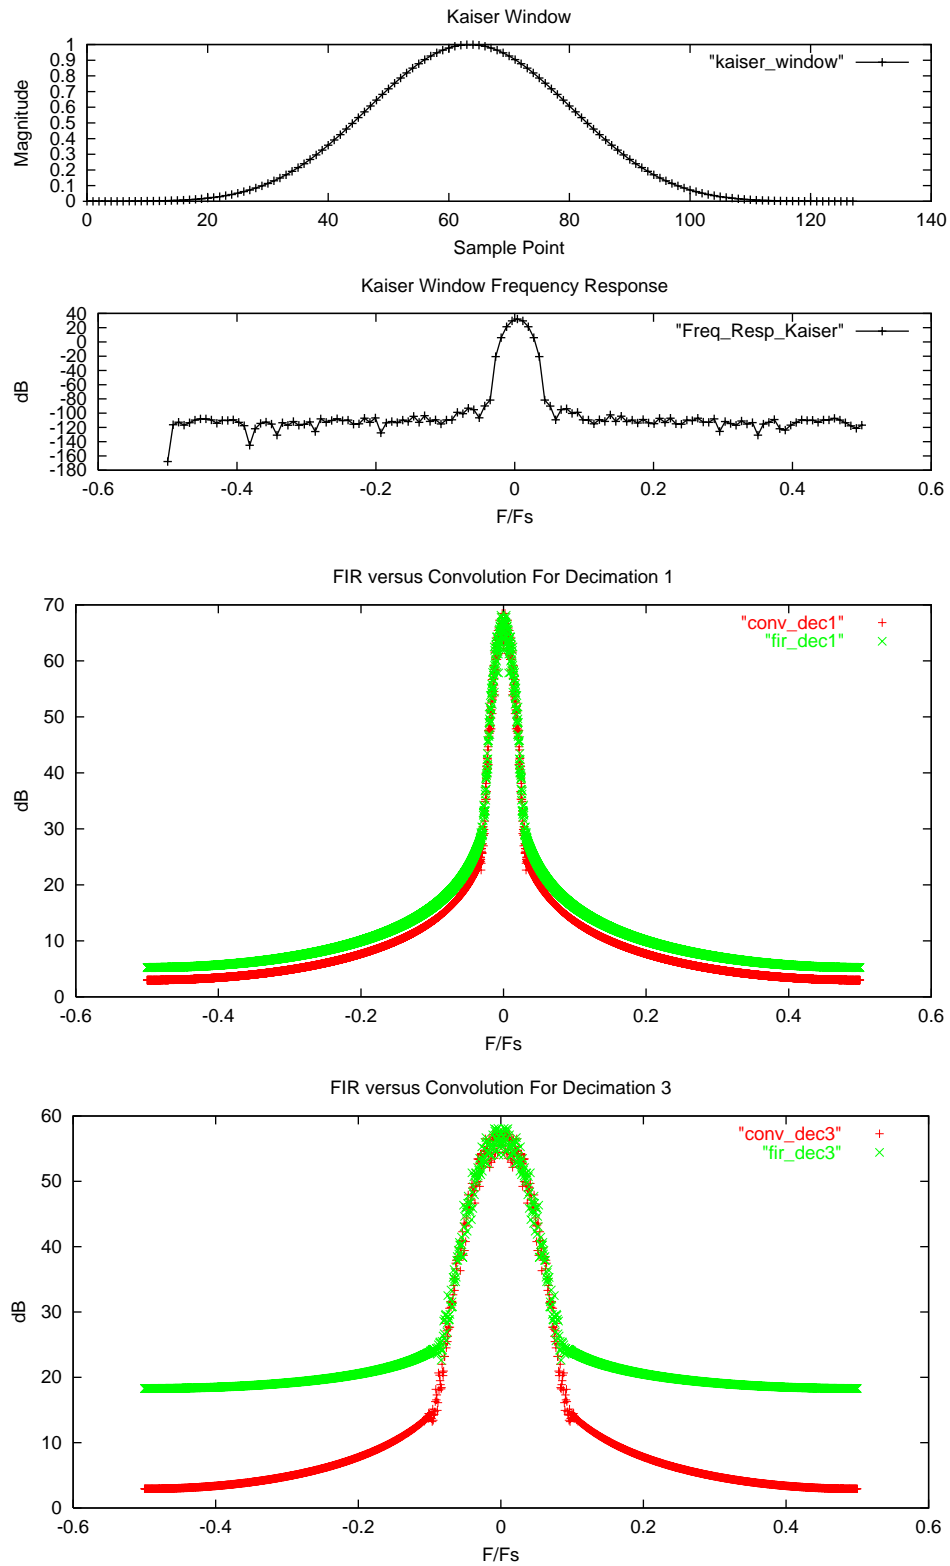 Kaiser Window
1
0.9
0.8
0.7
0.6
0.5
0.4
0.3
0.2
0.1
0
Magnitude
"kaiser_window"
0 20 40 60 80 100 120 140
Sample Point
Kaiser Window Frequency Response
40
20
0
-20
-40
-60
-80
-100
-120
-140
-160
-180
dB
"Freq_Resp_Kaiser"
-0.6 -0.4 -0.2 0 0.2 0.4 0.6
F/Fs
FIR versus Convolution For Decimation 1
70
60
50
40
30
20
10
0
dB
"conv_dec1"
"fir_dec1"
-0.6 -0.4 -0.2 0 0.2 0.4 0.6
F/Fs
FIR versus Convolution For Decimation 3
60
50
40
30
20
10
0
dB
"conv_dec3"
"fir_dec3"
-0.6 -0.4 -0.2 0 0.2 0.4 0.6
F/Fs